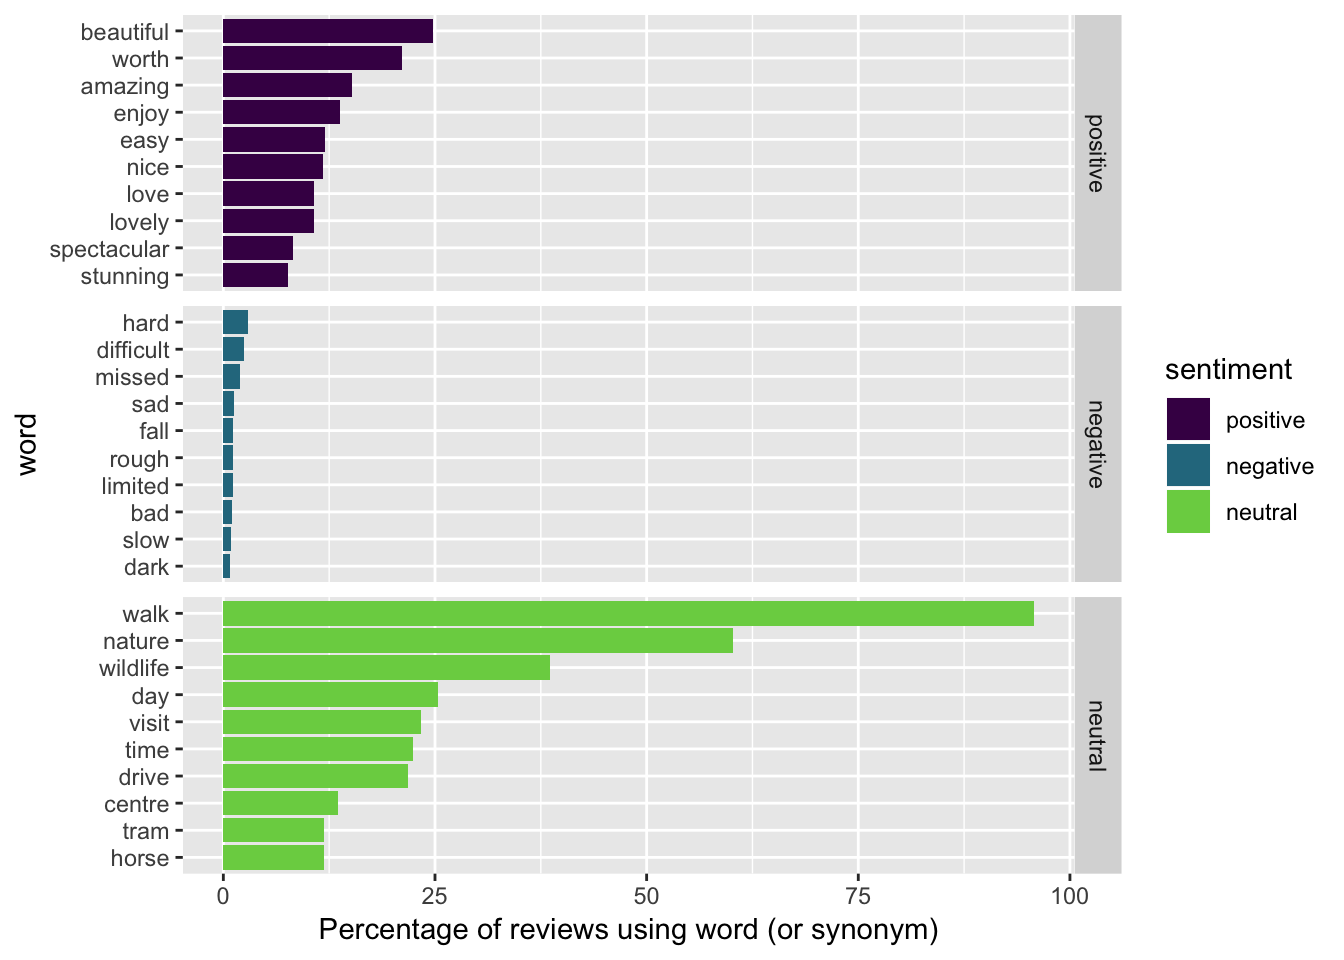 beautiful
worth
amazing
enjoy
easy
nice
love
lovely
spectacular
stunning
positive
hard
difficult
missed
sad
fall
rough
limited
bad
slow
dark
negative
walk
nature
wildlife
day
visit
time
drive
centre
tram
horse
neutral
0 25 50 75 100
Percentage of reviews using word (or synonym)
word
sentiment
positive
negative
neutral